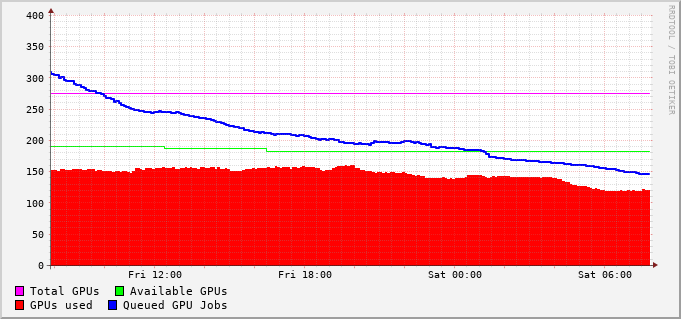 400
350
300
250
200
150
100
50
0
Fri 12:00 Fri 18:00 Sat 00:00 Sat 06:00
Total GPUs Available GPUs
GPUs used Queued GPU Jobs
RRDTOOL / TOBI OETIKER